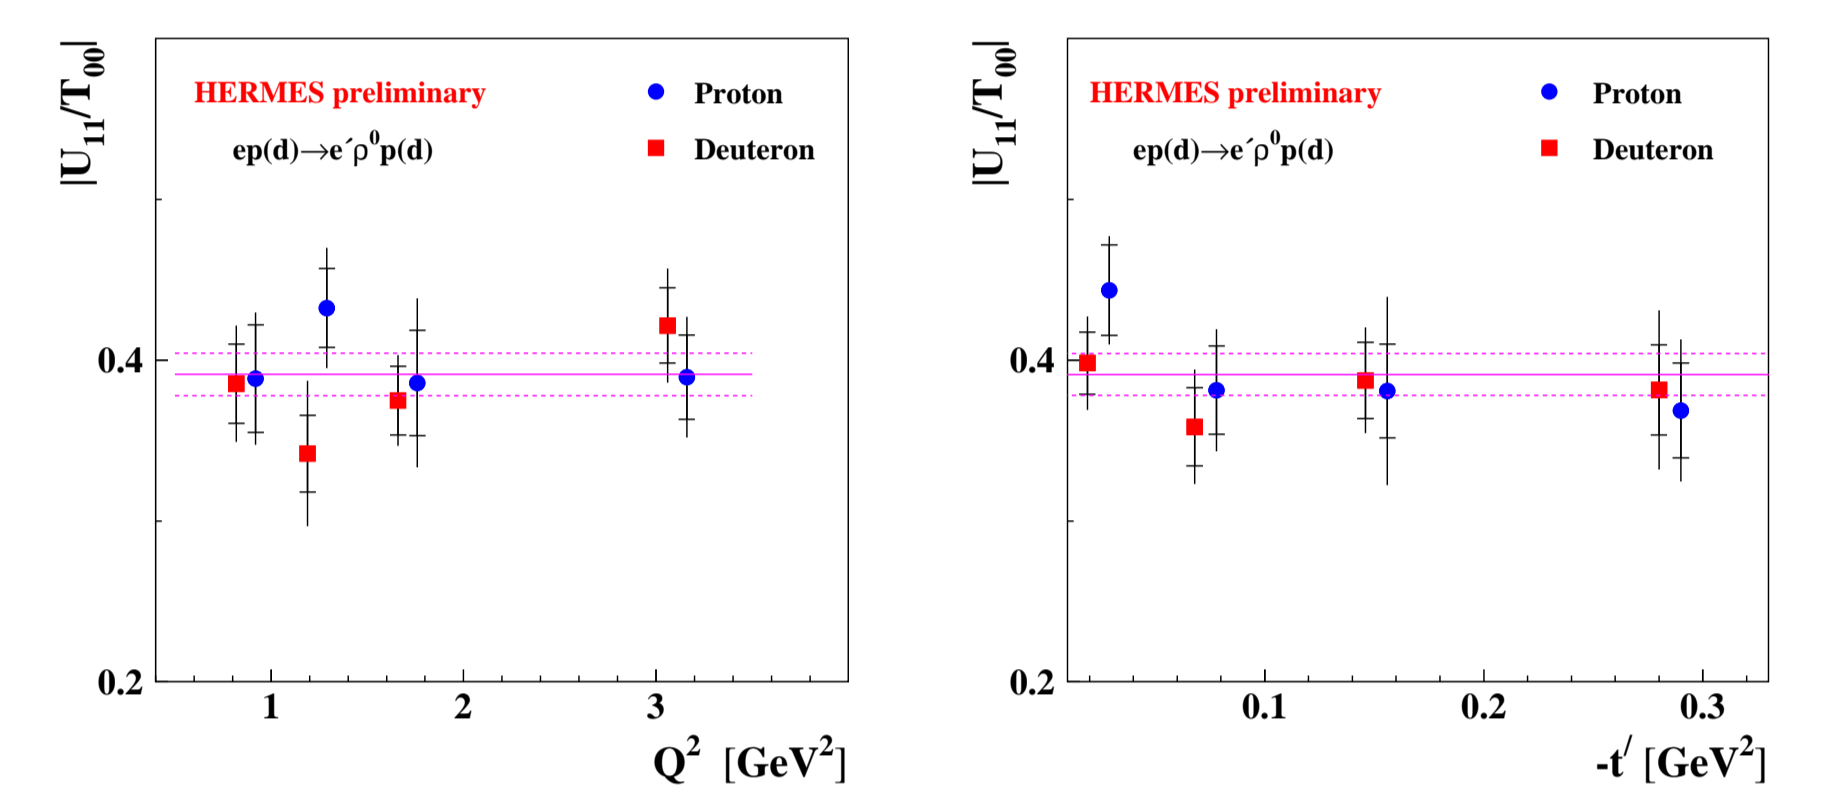 |U11/T00|
HERMES preliminary
Proton
ep(d)→e´ρ0p(d)
Deuteron
0.4
0.2
1 2 3
Q2 [GeV2]
|U11/T00|
HERMES preliminary
Proton
ep(d)→e´ρ0p(d)
Deuteron
0.4
0.2
0.1 0.2 0.3
-t/ [GeV2]